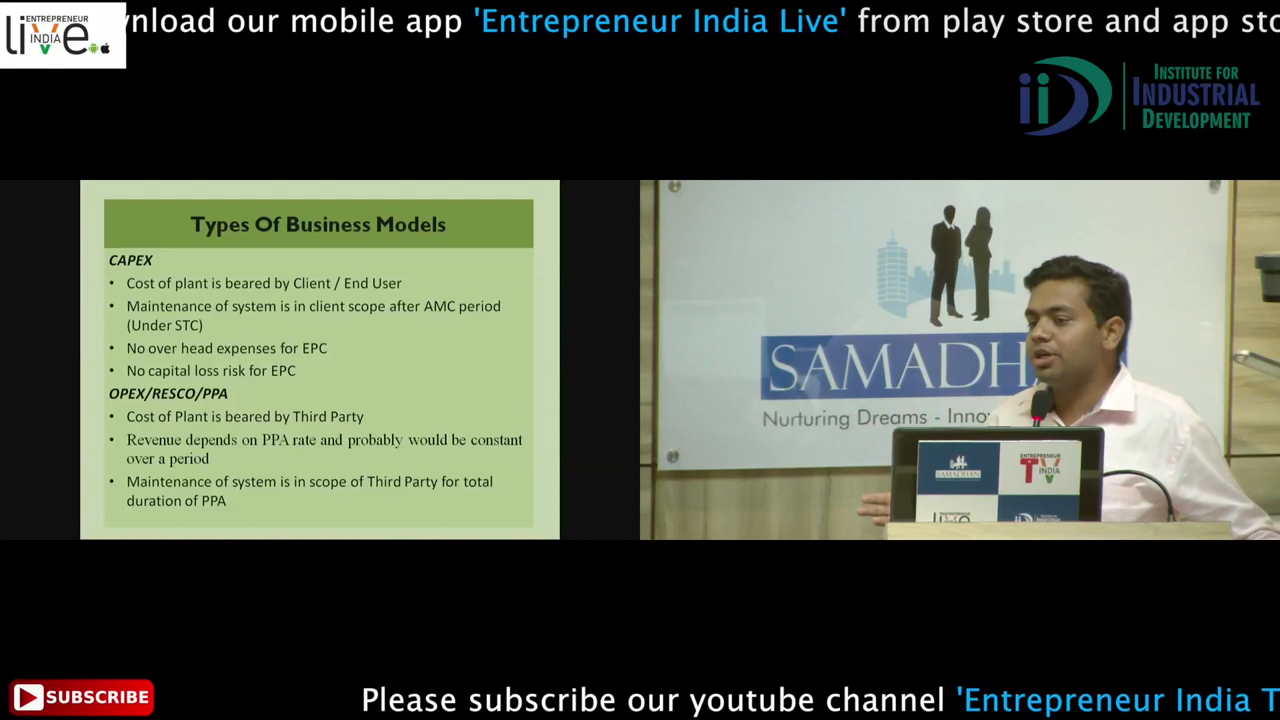 ENTREPRENEUR
live
INDIA
nload our mobile app 'Entrepreneur India Live' from play store and app sto
iiD
INSTITUTE FOR
INDUSTRIAL
DEVELOPMENT
Types Of Business Models
CAPEX
• Cost of plant is beared by Client / End User
• Maintenance of system is in client scope after AMC period
(Under STC)
• No over head expenses for EPC
• No capital loss risk for EPC
OPEX/RESCO/PPA
• Cost of Plant is beared by Third Party
• Revenue depends on PPA rate and probably would be constant
over a period
• Maintenance of system is in scope of Third Party for total
duration of PPA
SAMADHA
Nurturing Dreams - Inno
SAMADHAN
ENTREPRENEUR
TV
INDIA
SUBSCRIBE
Please subscribe our youtube channel 'Entrepreneur India T